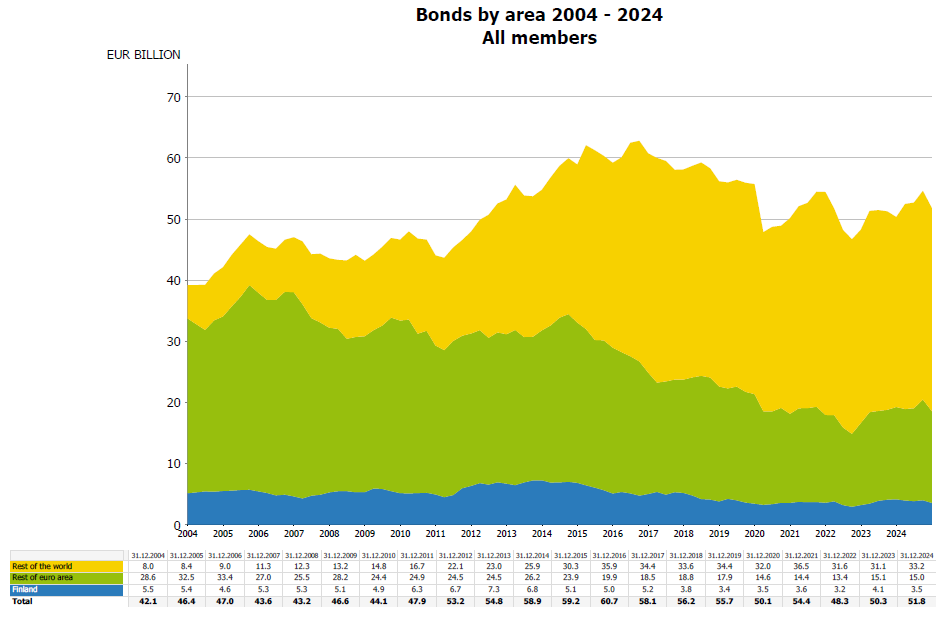 Bonds by area 2004 - 2024
All members
EUR BILLION
70
60
50
40
30
20
10
0
2004 2005 2006 2007 2008 2009 2010 2011 2012 2013 2014 2015 2016 2017 2018 2019 2020 2021 2022 2023 2024
31.12.2004 31.12.2005 31.12.2006 31.12.2007 31.12.2008 31.12.2009 31.12.2010 31.12.2011 31.12.2012 31.12.2013 31.12.2014 31.12.2015 31.12.2016 31.12.2017 31.12.2018 31.12.2019 31.12.2020 31.12.2021 31.12.2022 31.12.2023 31.12.2024
Rest of the world 8.0 8.4 9.0 11.3 12.3 13.2 14.8 16.7 22.1 23.0 25.9 30.3 35.9 34.4 33.6 34.4 32.0 36.5 31.6 31.1 33.2
Rest of euro area 28.6 32.5 33.4 27.0 25.5 28.2 24.4 24.9 24.5 24.5 26.2 23.9 19.9 18.5 18.8 17.9 14.6 14.4 13.4 15.1 15.0
Finland 5.5 5.4 4.6 5.3 5.3 5.1 4.9 6.3 6.7 7.3 6.8 5.1 5.0 5.2 3.8 3.4 3.5 3.6 3.2 4.1 3.5
Total 42.1 46.4 47.0 43.6 43.2 46.6 44.1 47.9 53.2 54.8 58.9 59.2 60.7 58.1 56.2 55.7 50.1 54.4 48.3 50.3 51.8